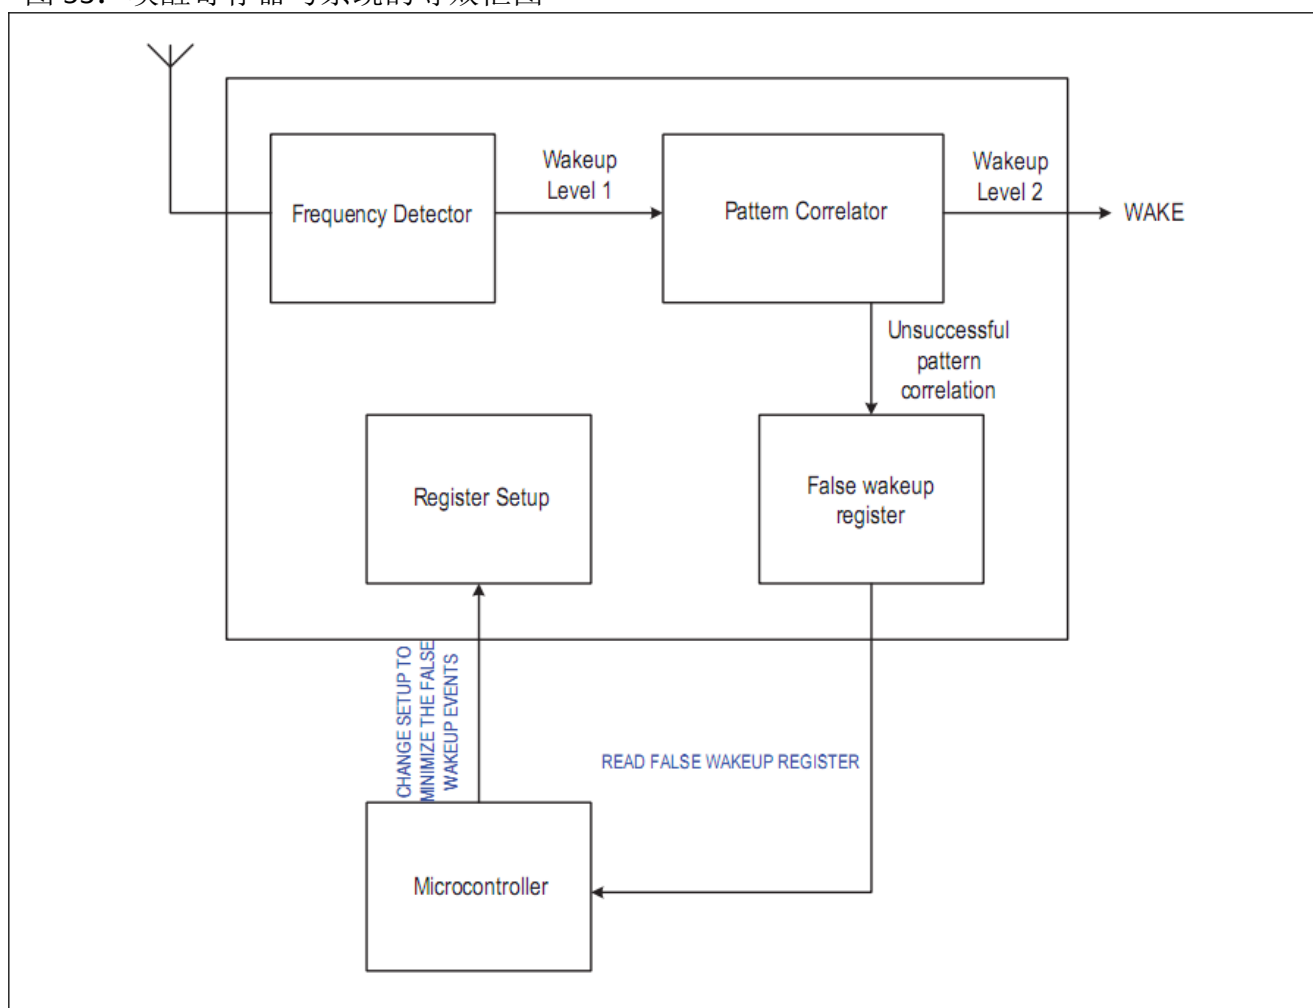 Wakeup
Level 1
Wakeup
Level 2
Frequency Detector
Pattern Correlator
WAKE
Unsuccessful
pattern
correlation
Register Setup
False wakeup
register
CHANGE SETUP TO
MINIMIZE THE FALSE
WAKEUP EVENTS
READ FALSE WAKEUP REGISTER
Microcontroller